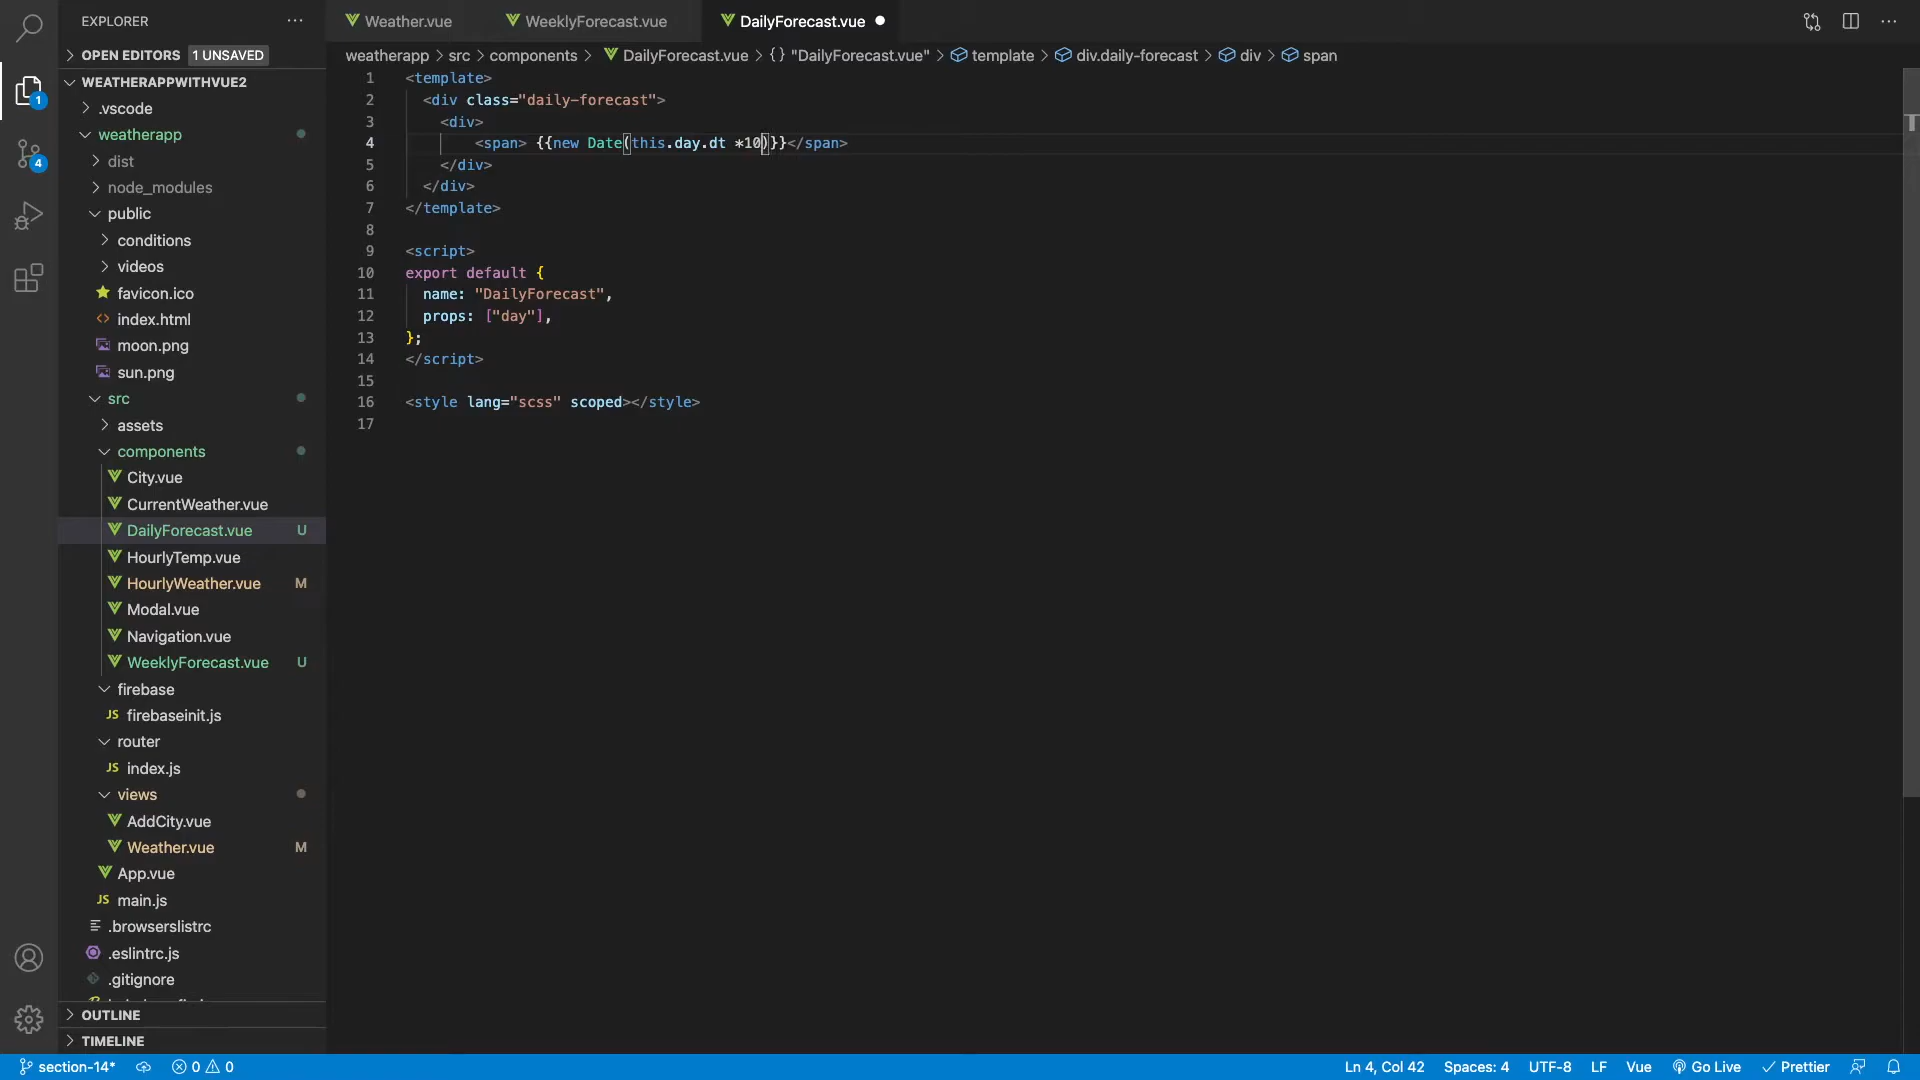 EXPLORER
OPEN EDITORS 1 UNSAVED
WEATHERAPPWITHVUE2
.vscode
weatherapp
dist
node_modules
public
conditions
videos
favicon.ico
index.html
moon.png
sun.png
src
assets
components
City.vue
CurrentWeather.vue
DailyForecast.vue U
HourlyTemp.vue
HourlyWeather.vue M
Modal.vue
Navigation.vue
WeeklyForecast.vue U
firebase
JS firebaseinit.js
router
JS index.js
views
AddCity.vue
Weather.vue M
App.vue
JS main.js
.browserslistrc
.eslintrc.js
.gitignore
OUTLINE
TIMELINE
1
4
Weather.vue WeeklyForecast.vue DailyForecast.vue
weatherapp > src > components > DailyForecast.vue > {} "DailyForecast.vue" > template > div.daily-forecast > div > span
1 <template>
2 <div class="daily-forecast">
3 <div>
4 <span> {{new Date(this.day.dt *10)}}</span>
5 </div>
6 </div>
7 </template>
8
9 <script>
10 export default {
11 name: "DailyForecast",
12 props: ["day"],
13 };
14 </script>
15
16 <style lang="scss" scoped></style>
17
section-14* 0 0 Ln 4, Col 42 Spaces: 4 UTF-8 LF Vue Go Live Prettier